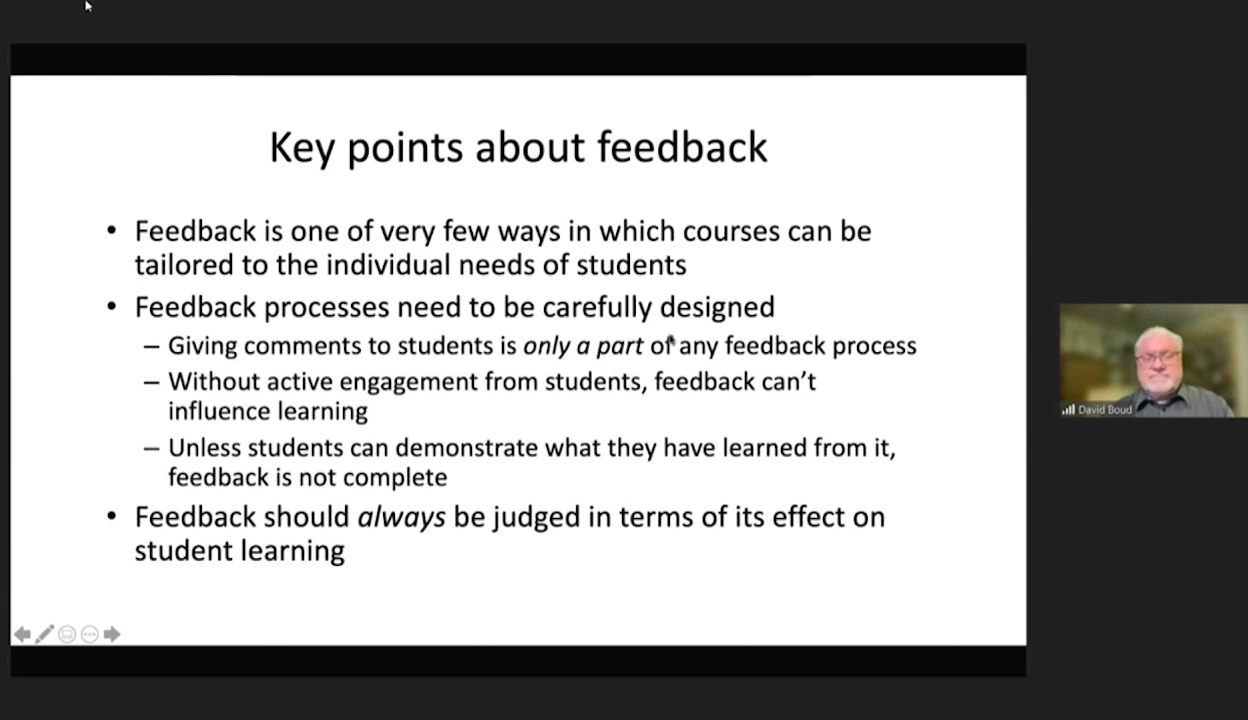 Key points about feedback
• Feedback is one of very few ways in which courses can be
tailored to the individual needs of students
• Feedback processes need to be carefully designed
– Giving comments to students is only a part of any feedback process
– Without active engagement from students, feedback can’t
influence learning
– Unless students can demonstrate what they have learned from it,
feedback is not complete
• Feedback should always be judged in terms of its effect on
student learning
David Boud